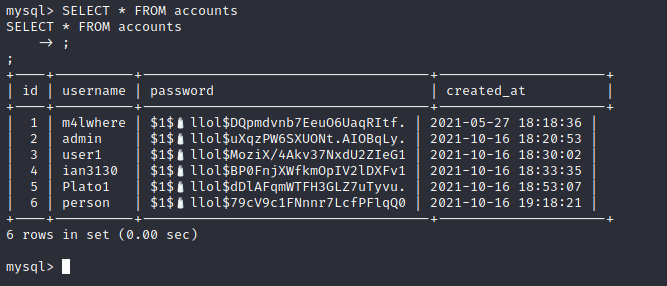 mysql> SELECT * FROM accounts
SELECT * FROM accounts
    -> ;
;
+----+----------+------------------------------------+---------------------+
| id | username | password                           | created_at          |
+----+----------+------------------------------------+---------------------+
|  1 | m4lwhere | $1$🧂llol$DQpmdvnb7EeuO6UaqRItf. | 2021-05-27 18:18:36 |
|  2 | admin    | $1$🧂llol$uXqzPW6SXUONt.AIOBqLy. | 2021-10-16 18:20:53 |
|  3 | user1    | $1$🧂llol$MoziX/4Akv37NxdU2ZIeG1 | 2021-10-16 18:30:02 |
|  4 | ian3130  | $1$🧂llol$BP0FnjXWfkmOpIV2lDXFv1 | 2021-10-16 18:33:35 |
|  5 | Plato1   | $1$🧂llol$dDlAFqmWTFH3GLZ7uTyvu. | 2021-10-16 18:53:07 |
|  6 | person   | $1$🧂llol$79cV9c1FNnnr7LcfPFlqQ0 | 2021-10-16 19:18:21 |
+----+----------+------------------------------------+---------------------+
6 rows in set (0.00 sec)
mysql>